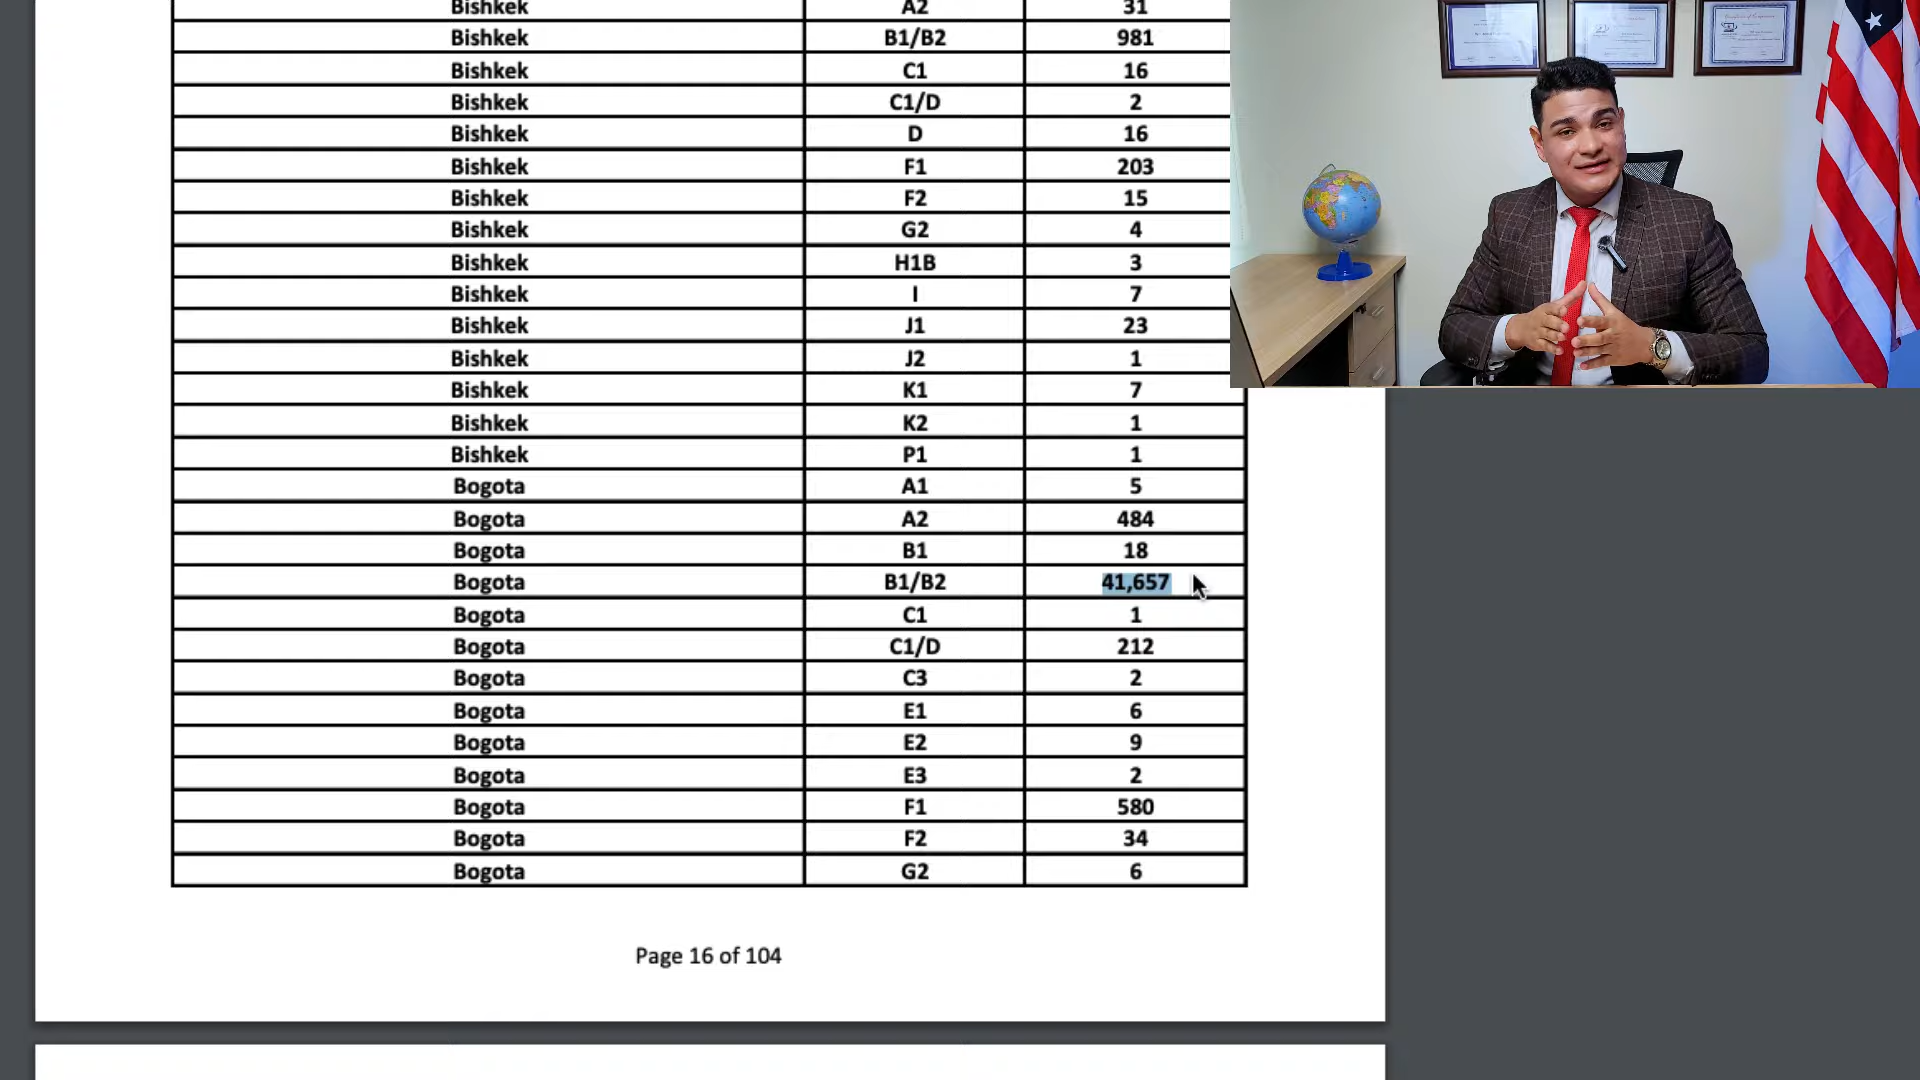 Bishkek A2 31
Bishkek B1/B2 981
Bishkek C1 16
Bishkek C1/D 2
Bishkek D 16
Bishkek F1 203
Bishkek F2 15
Bishkek G2 4
Bishkek H1B 3
Bishkek I 7
Bishkek J1 23
Bishkek J2 1
Bishkek K1 7
Bishkek K2 1
Bishkek P1 1
Bogota A1 5
Bogota A2 484
Bogota B1 18
Bogota B1/B2 41,657
Bogota C1 1
Bogota C1/D 212
Bogota C3 2
Bogota E1 6
Bogota E2 9
Bogota E3 2
Bogota F1 580
Bogota F2 34
Bogota G2 6
Page 16 of 104